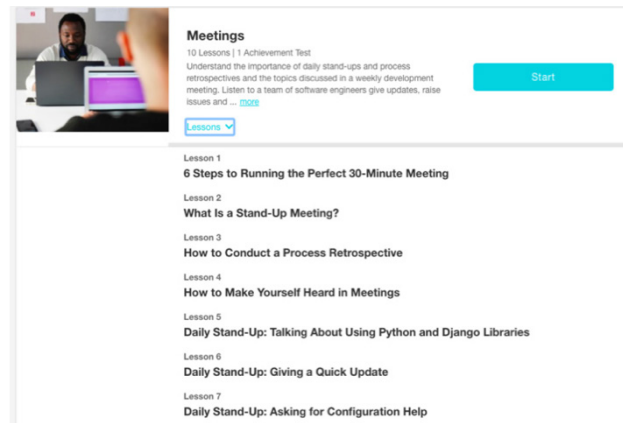 Meetings
10 Lessons | 1 Achievement Test
Understand the importance of daily stand-ups and process
retrospectives and the topics discussed in a weekly development
meeting. Listen to a team of software engineers give updates, raise
issues and ... more
Start
Lessons
Lesson 1
6 Steps to Running the Perfect 30-Minute Meeting
Lesson 2
What Is a Stand-Up Meeting?
Lesson 3
How to Conduct a Process Retrospective
Lesson 4
How to Make Yourself Heard in Meetings
Lesson 5
Daily Stand-Up: Talking About Using Python and Django Libraries
Lesson 6
Daily Stand-Up: Giving a Quick Update
Lesson 7
Daily Stand-Up: Asking for Configuration Help